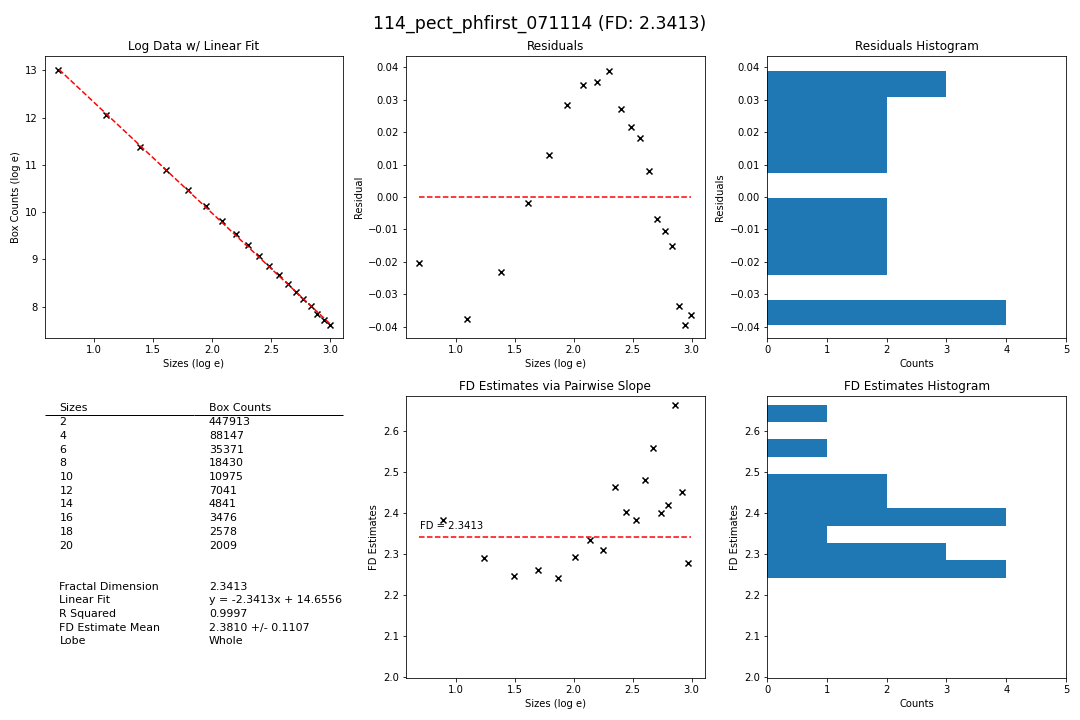 114_pect_phfirst_071114 (FD: 2.3413)
Log Data w/ Linear Fit
13
12
11
10
9
8
Box Counts (log e)
1.0 1.5 2.0 2.5 3.0
Sizes (log e)
Residuals
0.04
0.03
0.02
0.01
0.00
−0.01
−0.02
−0.03
−0.04
Residual
1.0 1.5 2.0 2.5 3.0
Sizes (log e)
Residuals Histogram
0.04
0.03
0.02
0.01
0.00
−0.01
−0.02
−0.03
−0.04
Residuals
0 1 2 3 4 5
Counts
Sizes Box Counts
2 447913
4 88147
6 35371
8 18430
10 10975
12 7041
14 4841
16 3476
18 2578
20 2009
Fractal Dimension 2.3413
Linear Fit y = -2.3413x + 14.6556
R Squared 0.9997
FD Estimate Mean 2.3810 +/- 0.1107
Lobe Whole
FD Estimates via Pairwise Slope
2.6
2.5
2.4
2.3
2.2
2.1
2.0
FD Estimates
FD = 2.3413
1.0 1.5 2.0 2.5 3.0
Sizes (log e)
FD Estimates Histogram
2.6
2.5
2.4
2.3
2.2
2.1
2.0
FD Estimates
0 1 2 3 4 5
Counts